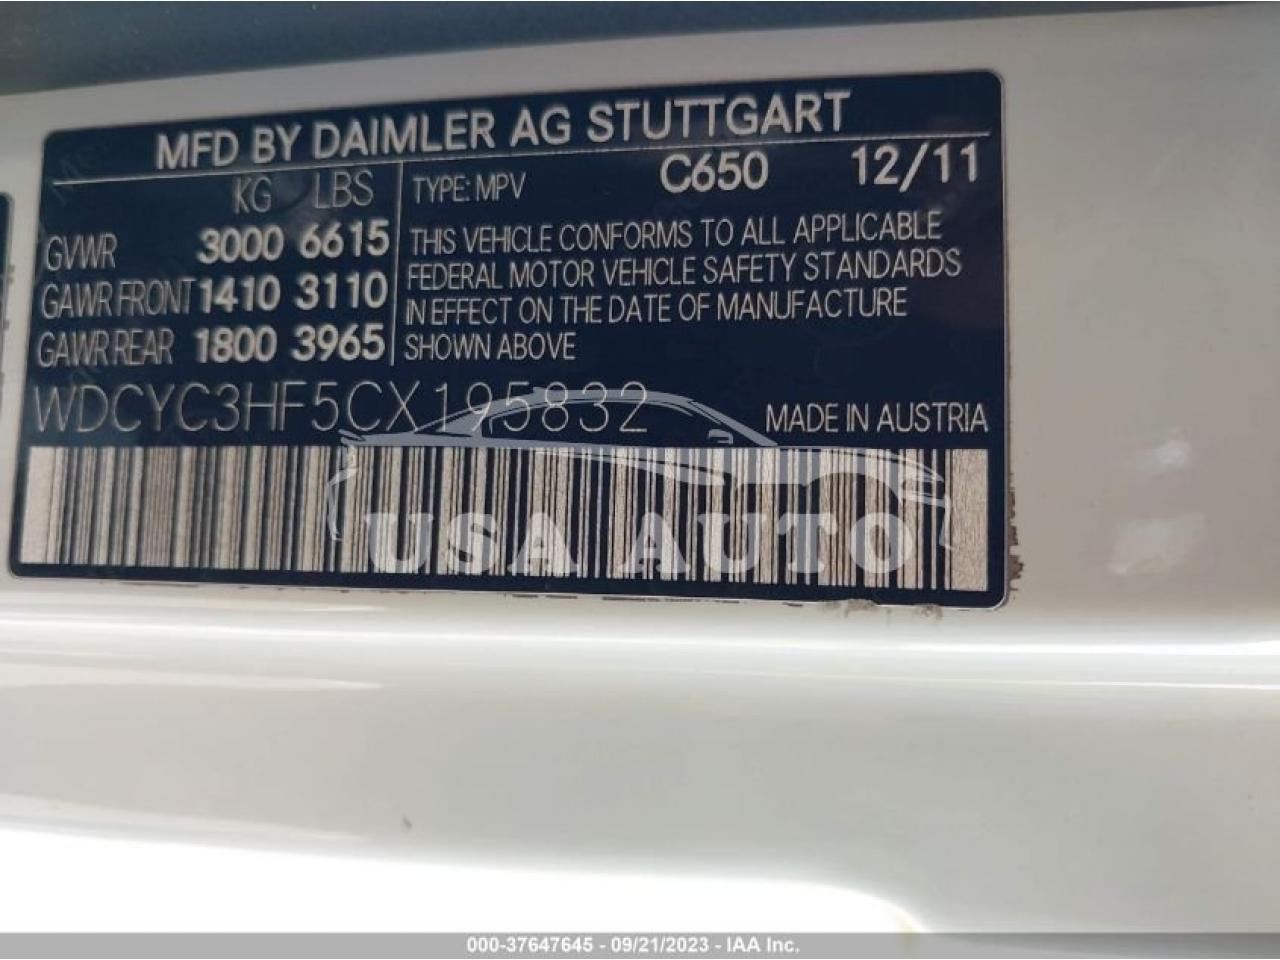 MFD BY DAIMLER AG STUTTGART
KG LBS
GVWR 3000 6615
GAWR FRONT 1410 3110
GAWR REAR 1800 3965
TYPE: MPV C650 12/11
THIS VEHICLE CONFORMS TO ALL APPLICABLE
FEDERAL MOTOR VEHICLE SAFETY STANDARDS
IN EFFECT ON THE DATE OF MANUFACTURE
SHOWN ABOVE
WDCYC3HF5CX195832 MADE IN AUSTRIA
USA AUTO
000-37647645 - 09/21/2023 - IAA Inc.